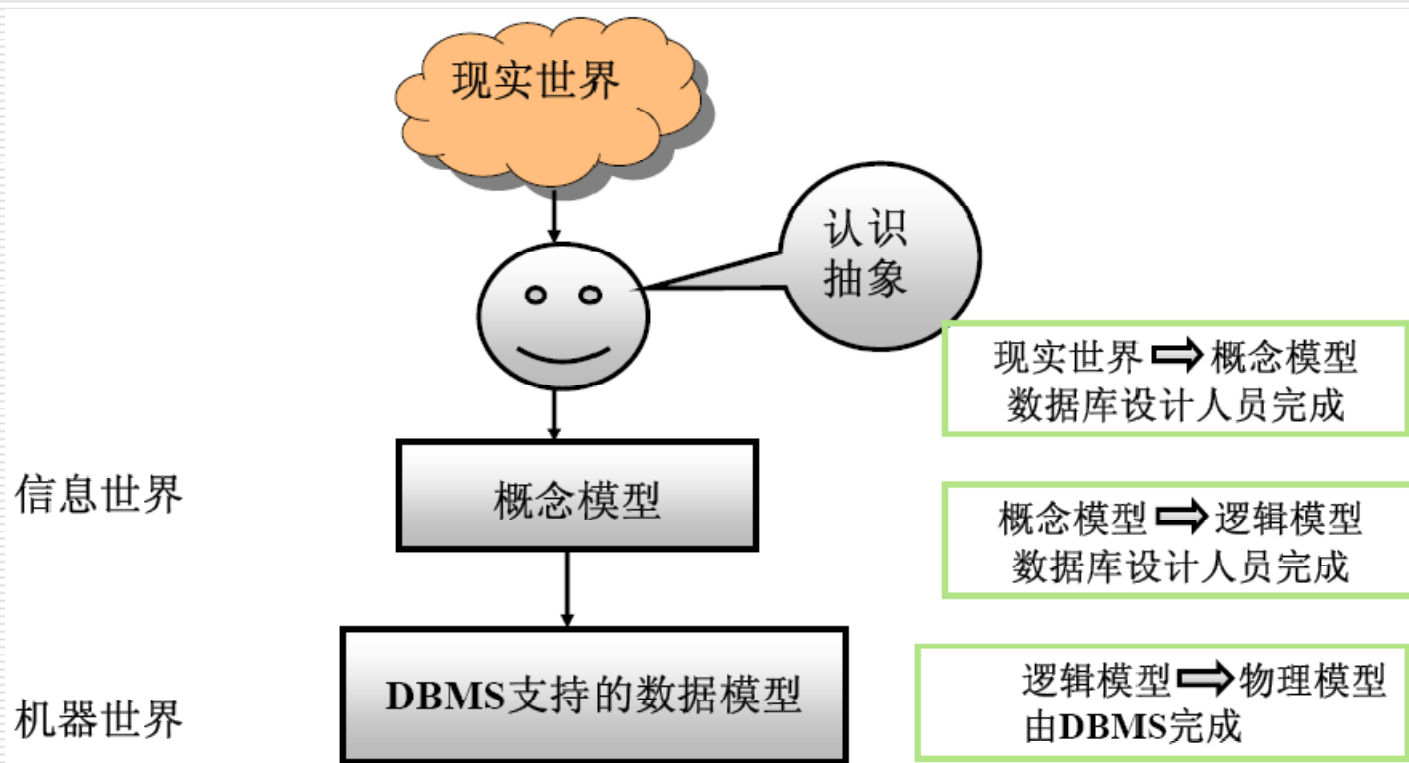 现实世界
认识
抽象
现实世界 ⇨ 概念模型
数据库设计人员完成
信息世界
概念模型
概念模型 ⇨ 逻辑模型
数据库设计人员完成
机器世界
DBMS支持的数据模型
逻辑模型 ⇨ 物理模型
由DBMS完成